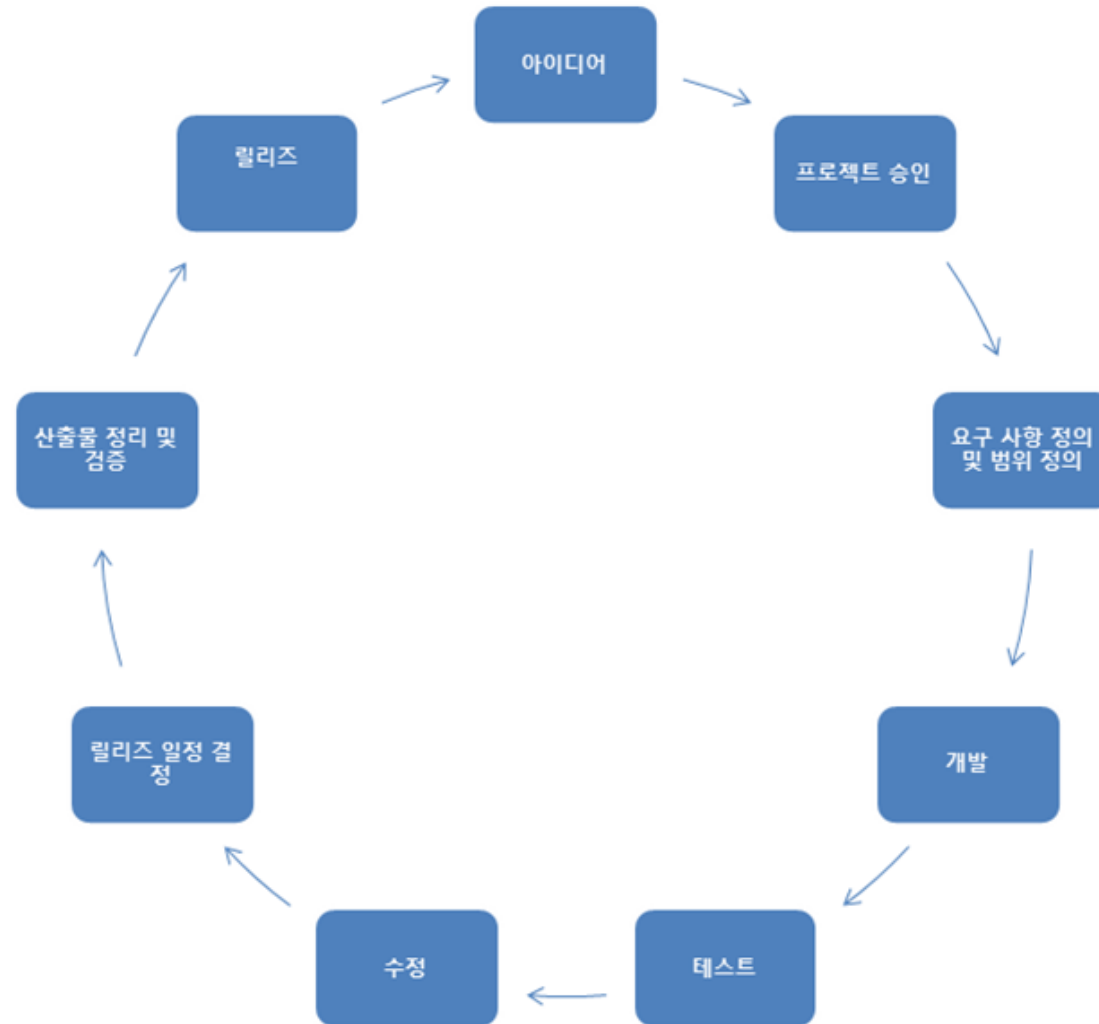 아이디어
프로젝트 승인
요구 사항 정의
및 범위 정의
개발
테스트
수정
릴리즈 일정 결
정
산출물 정리 및
검증
릴리즈